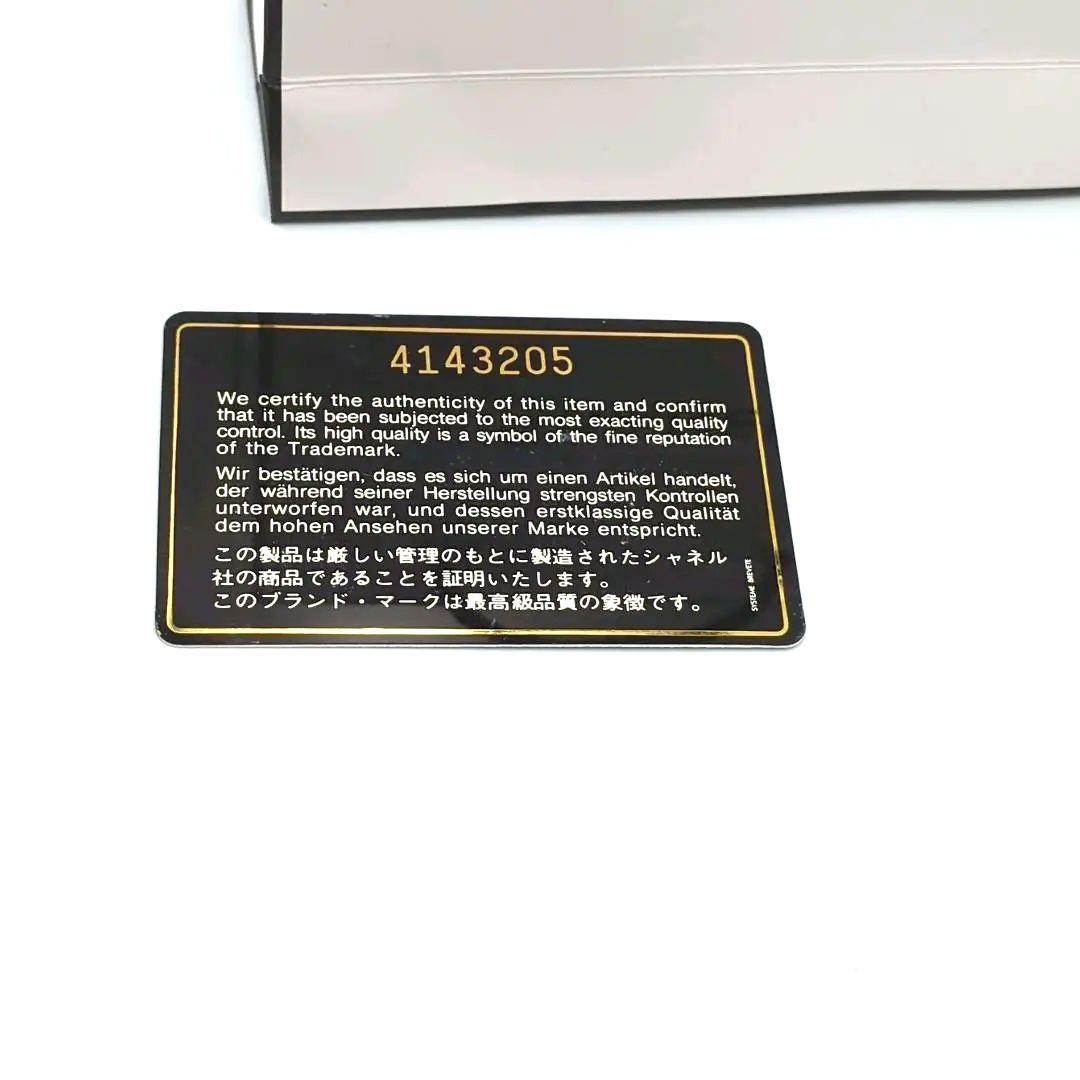 4143205
We certify the authenticity of this item and confirm
that it has been subjected to the most exacting quality
control. Its high quality is a symbol of the fine reputation
of the Trademark.
Wir bestätigen, dass es sich um einen Artikel handelt,
der während seiner Herstellung strengsten Kontrollen
unterworfen war, und dessen erstklassige Qualität
dem hohen Ansehen unserer Marke entspricht.
この製品は厳しい管理のもとに製造されたシャネル
社の商品であることを証明いたします。
このブランド・マークは最高級品質の象徴です。
SYSTEME BREVETE